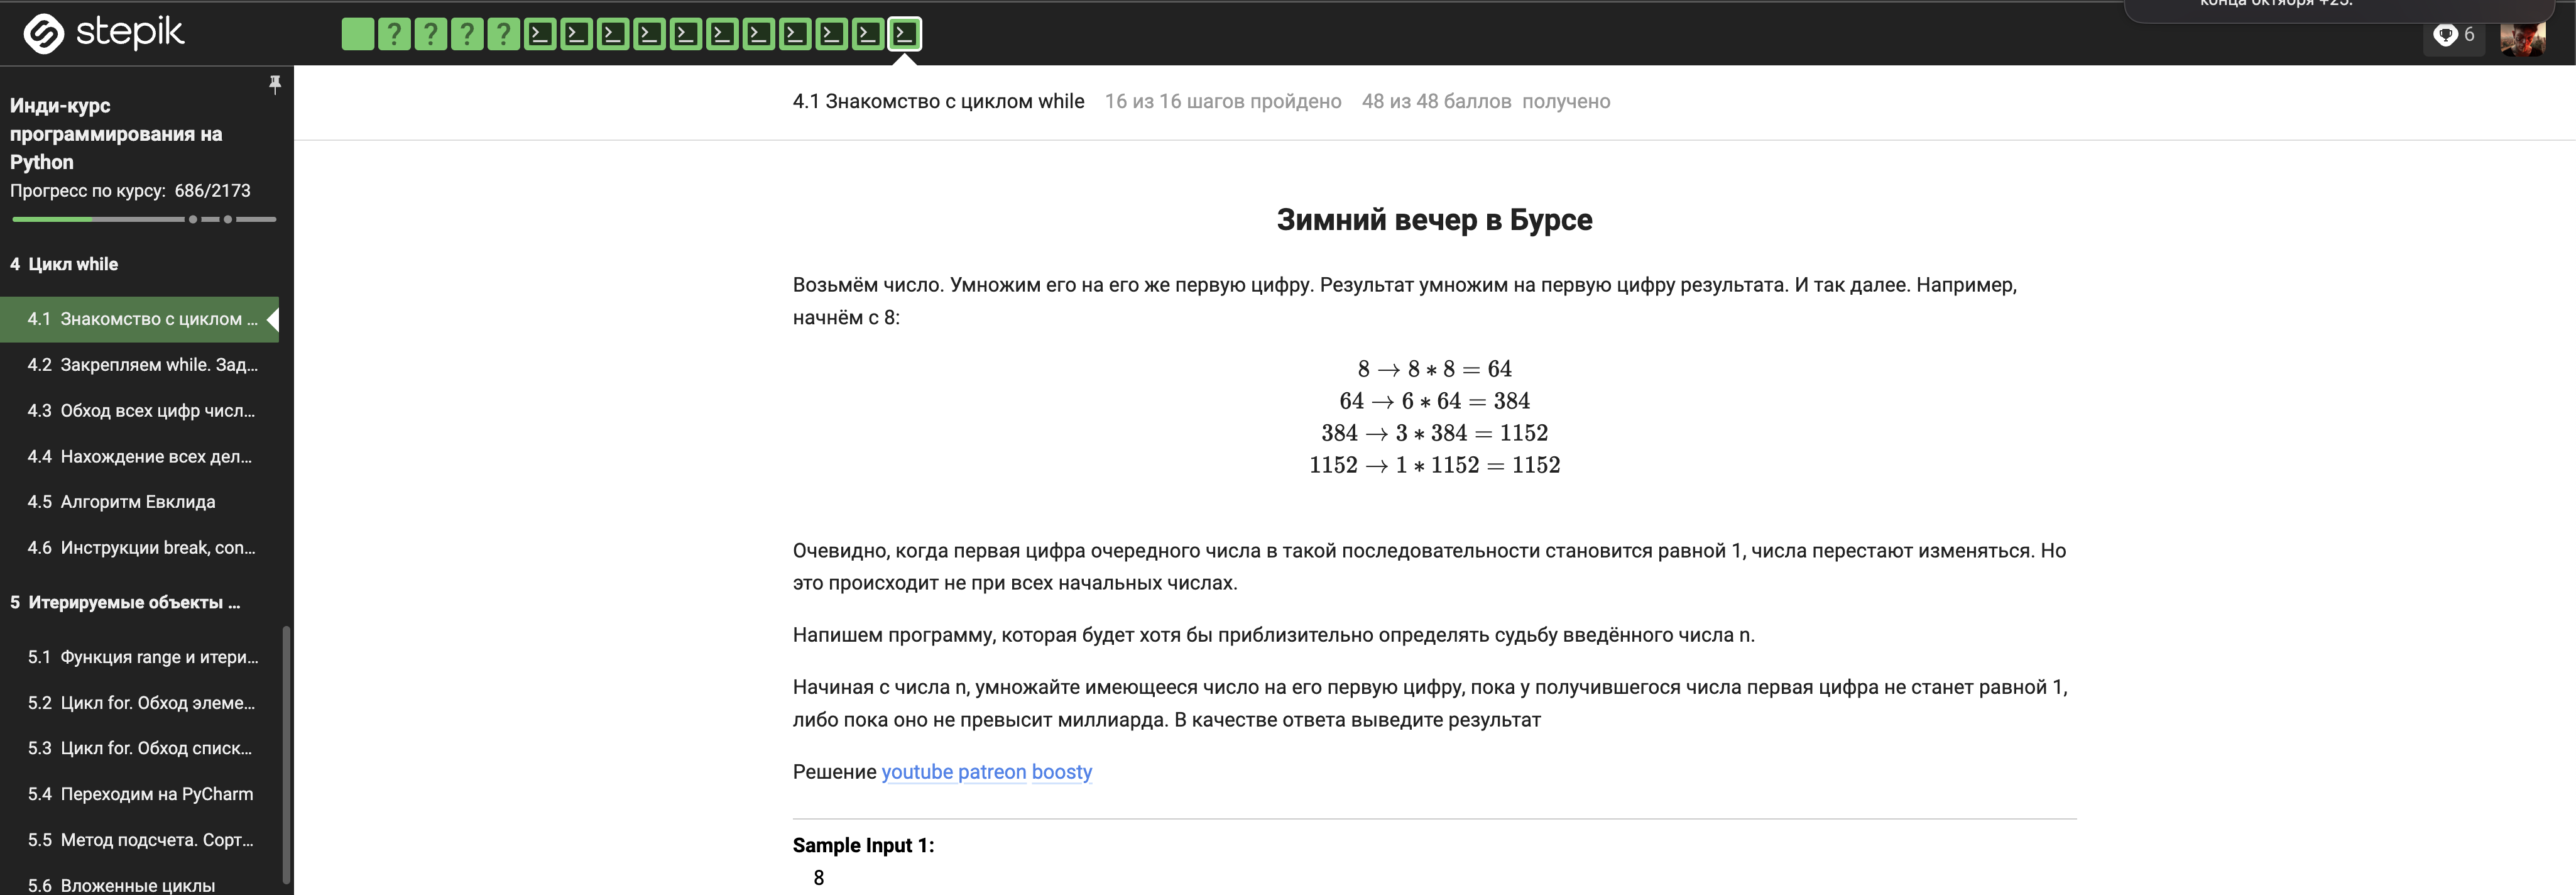 конца октября +25.
stepik
6
Инди-курс
программирования на
Python
Прогресс по курсу: 686/2173
4 Цикл while
4.1 Знакомство с циклом ...
4.2 Закрепляем while. Зад...
4.3 Обход всех цифр числ...
4.4 Нахождение всех дел...
4.5 Алгоритм Евклида
4.6 Инструкции break, con...
5 Итерируемые объекты ...
5.1 Функция range и итери...
5.2 Цикл for. Обход элеме...
5.3 Цикл for. Обход списк...
5.4 Переходим на PyCharm
5.5 Метод подсчета. Сорт...
5.6 Вложенные циклы
4.1 Знакомство с циклом while 16 из 16 шагов пройдено 48 из 48 баллов получено
Зимний вечер в Бурсе
Возьмём число. Умножим его на его же первую цифру. Результат умножим на первую цифру результата. И так далее. Например,
начнём с 8:
8 → 8 * 8 = 64
64 → 6 * 64 = 384
384 → 3 * 384 = 1152
1152 → 1 * 1152 = 1152
Очевидно, когда первая цифра очередного числа в такой последовательности становится равной 1, числа перестают изменяться. Но
это происходит не при всех начальных числах.
Напишем программу, которая будет хотя бы приблизительно определять судьбу введённого числа n.
Начиная с числа n, умножайте имеющееся число на его первую цифру, пока у получившегося числа первая цифра не станет равной 1,
либо пока оно не превысит миллиарда. В качестве ответа выведите результат
Решение youtube patreon boosty
Sample Input 1:
8